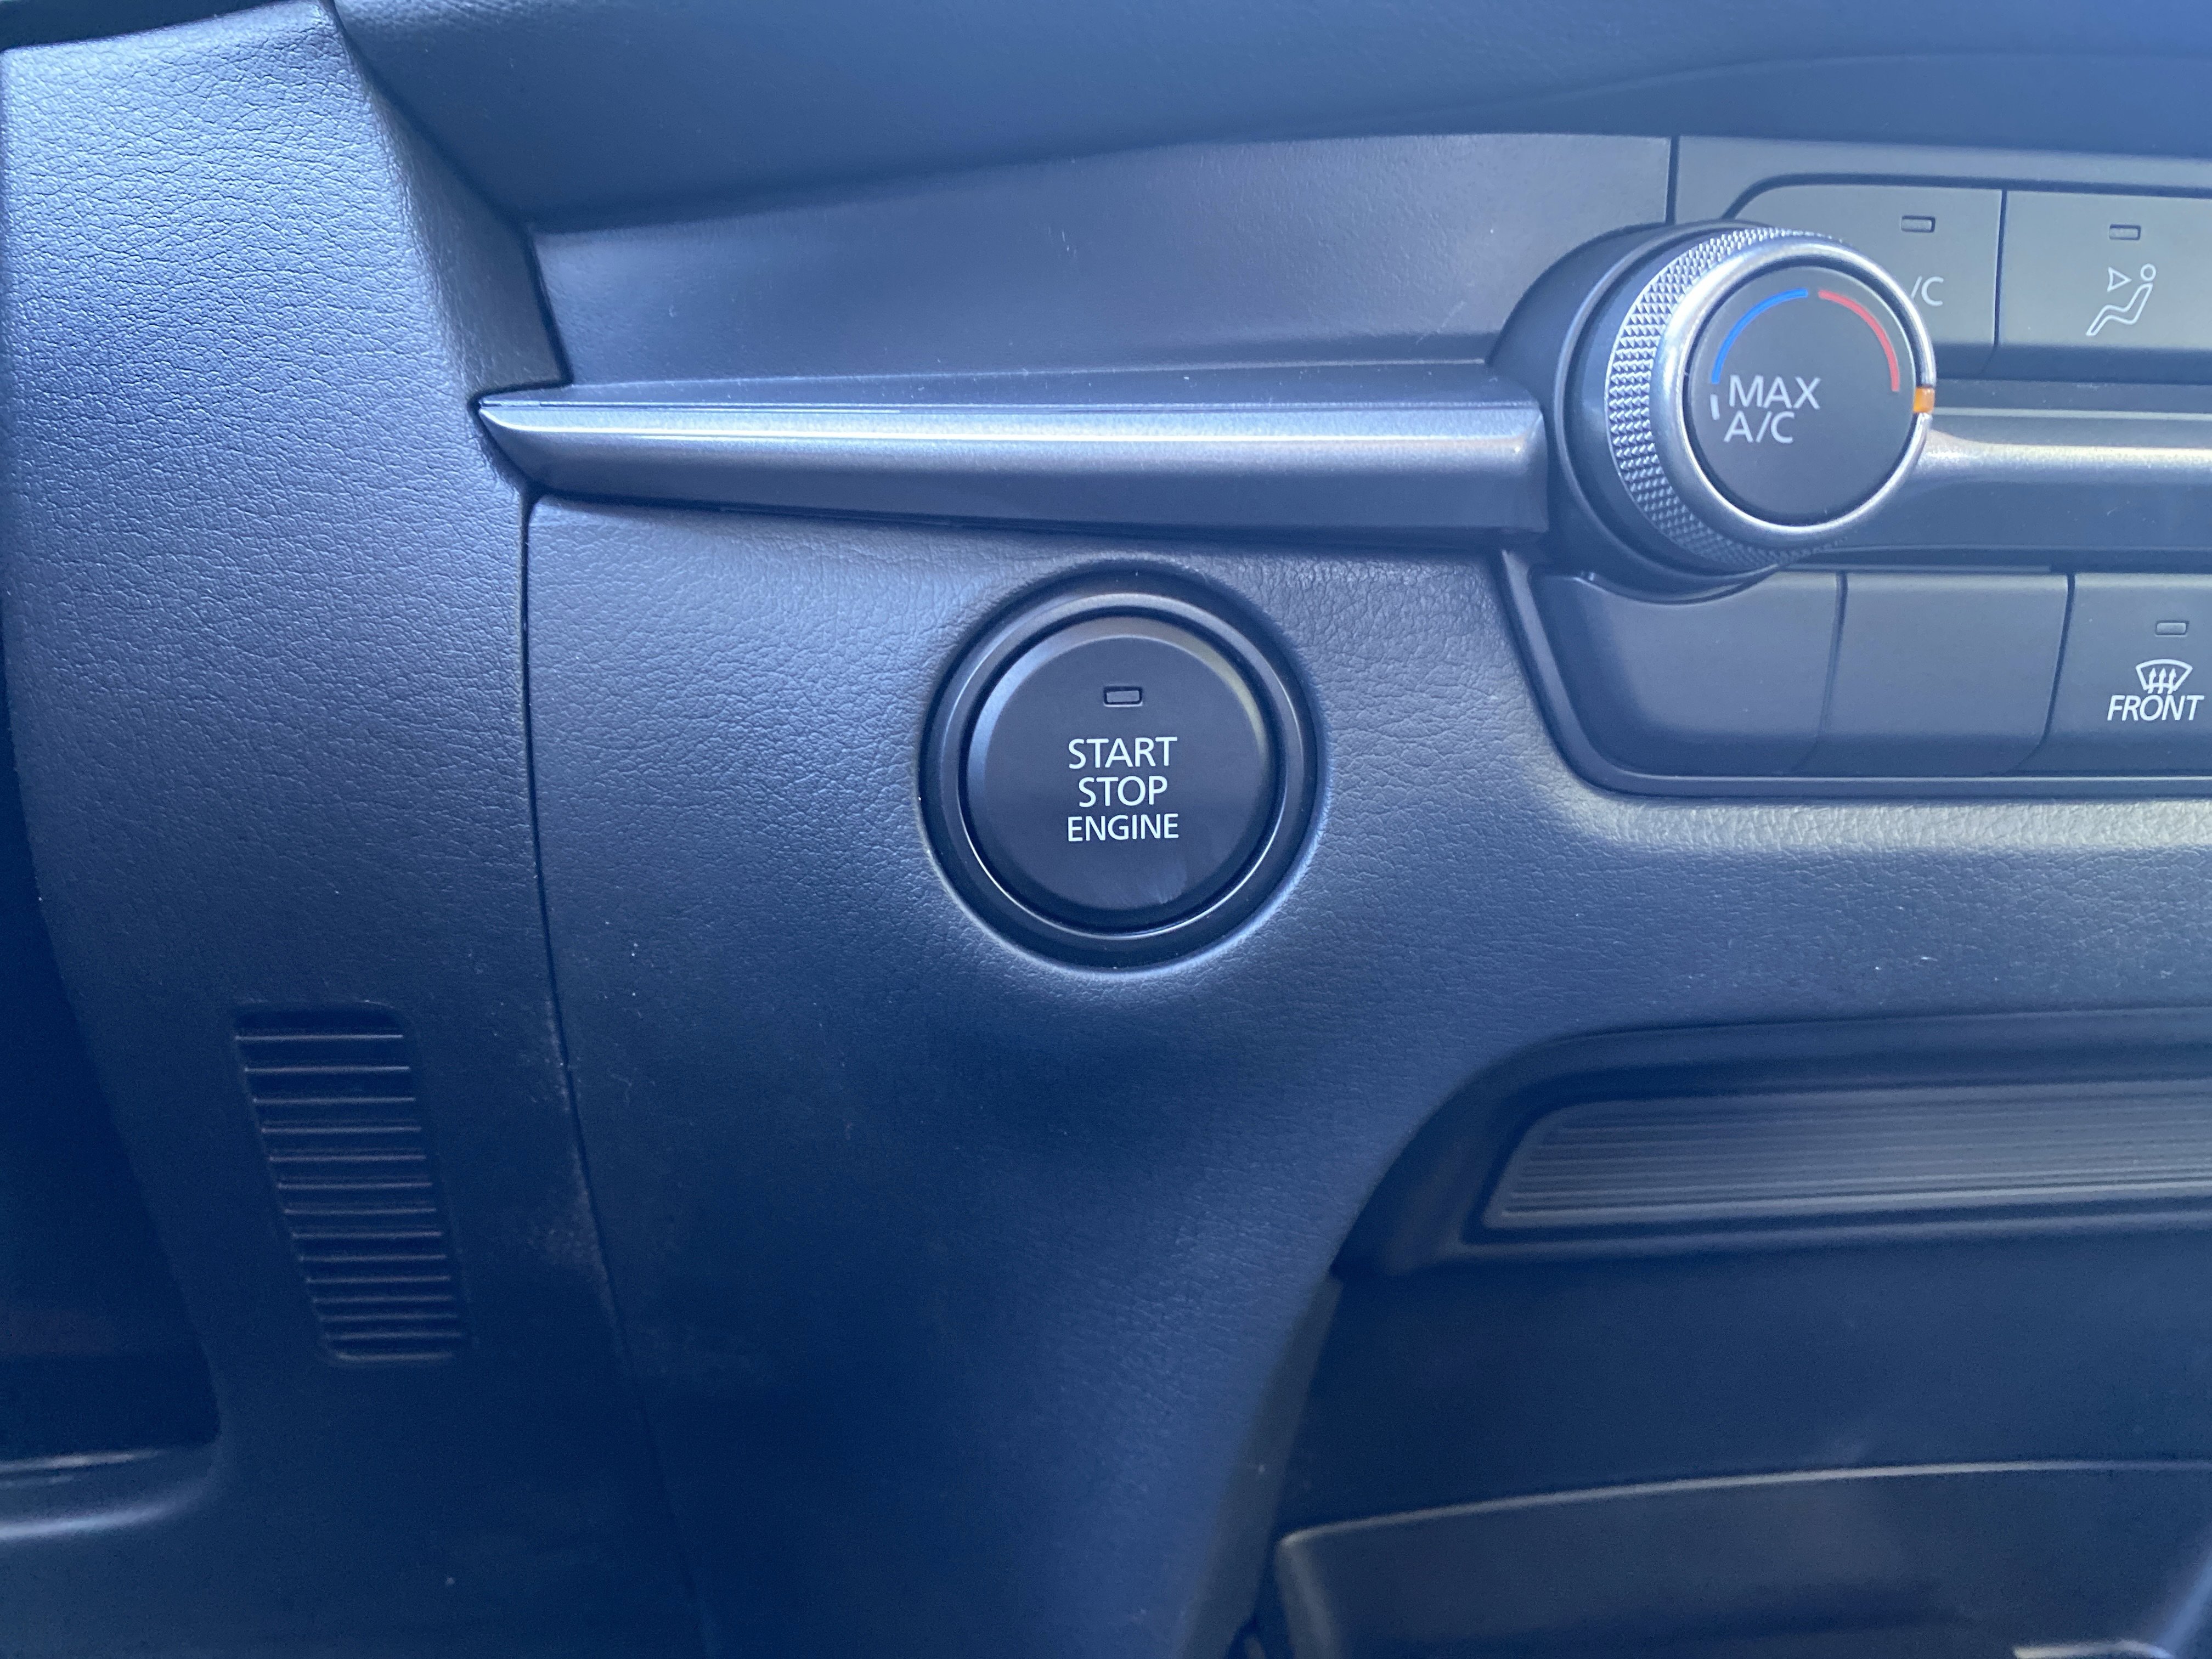 /C
MAX
A/C
FRONT
START
STOP
ENGINE